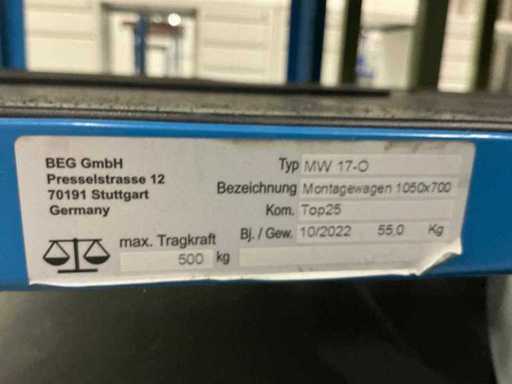 BEG GmbH
Presselstrasse 12
70191 Stuttgart
Germany
max. Tragkraft
500 kg
Typ MW 17-O
Bezeichnung Montagewagen 1050x700
Kom. Top25
Bj. / Gew. 10/2022 55,0 Kg